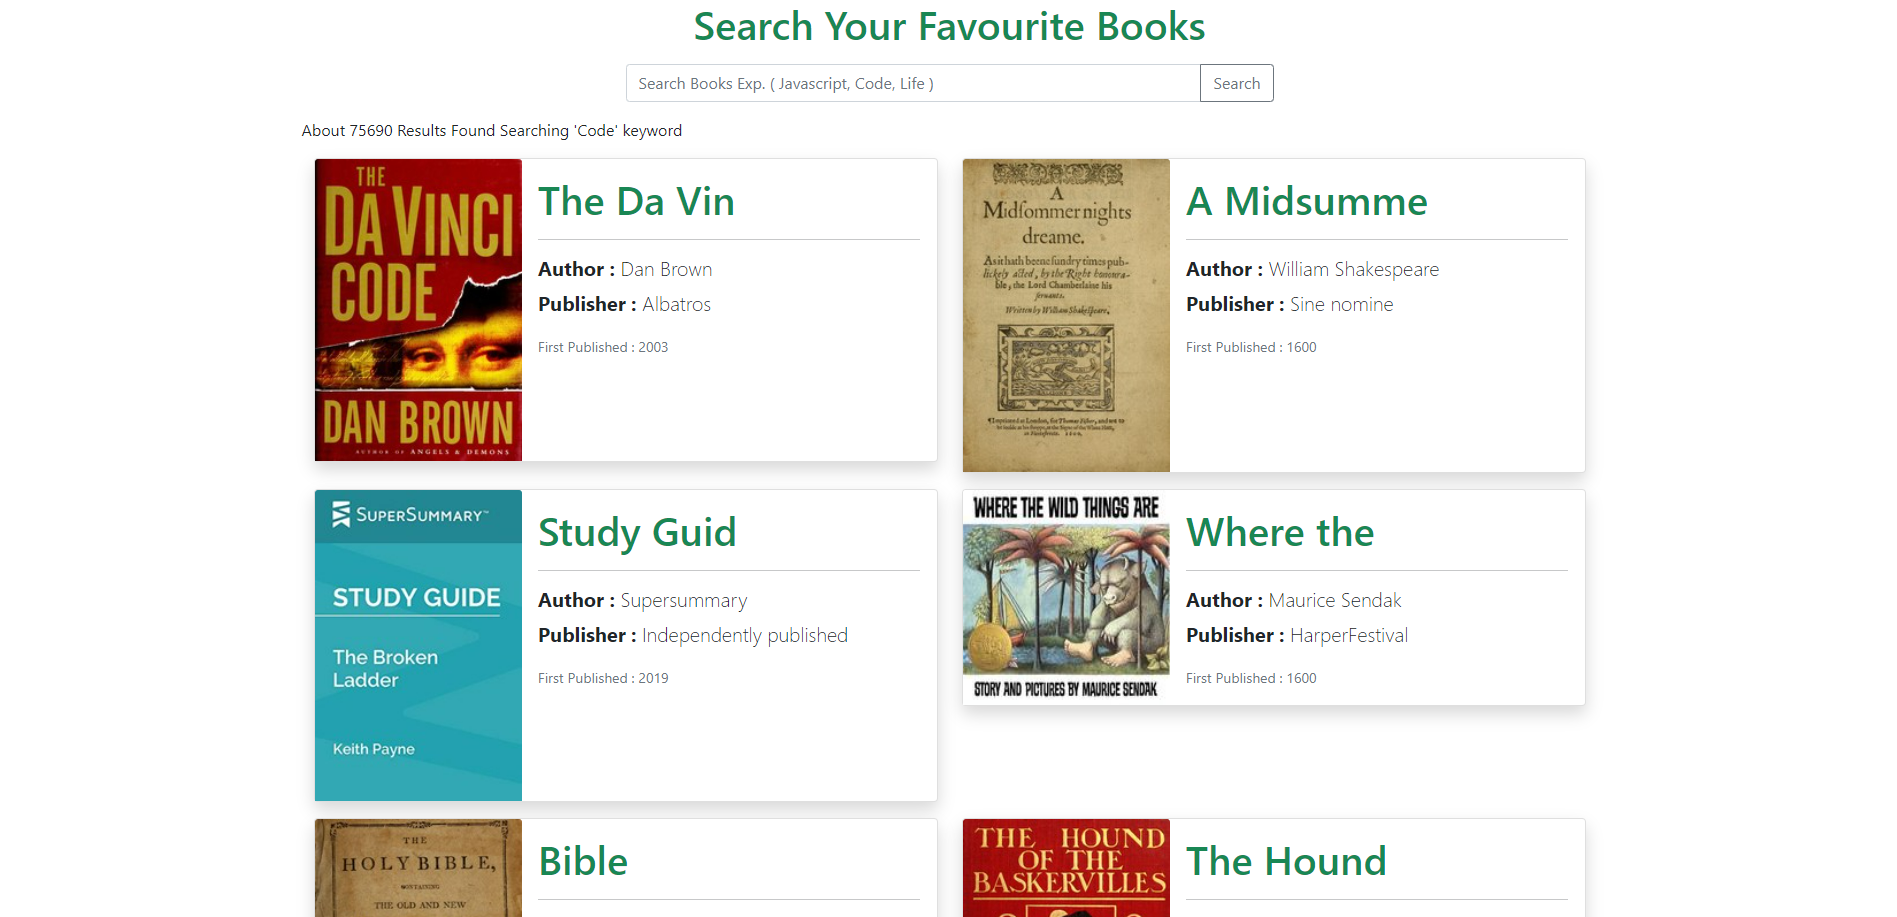 Search Your Favourite Books
Search Books Exp. ( Javascript, Code, Life )
Search
About 75690 Results Found Searching 'Code' keyword
THE
DA VINCI
CODE
DAN BROWN
AUTHOR OF ANGELS & DEMONS
The Da Vin
Author : Dan Brown
Publisher : Albatros
First Published : 2003
A
Midſommer nights
dreame.
As it hath beene ſundry times pub-
lickely acted, by the Right honoura-
ble, the Lord Chamberlaine his
ſeruants.
Written by William Shakeſpeare.
A Midsumme
Author : William Shakespeare
Publisher : Sine nomine
First Published : 1600
SUPERSUMMARY™
STUDY GUIDE
The Broken
Ladder
Keith Payne
Study Guid
Author : Supersummary
Publisher : Independently published
First Published : 2019
WHERE THE WILD THINGS ARE
STORY AND PICTURES BY MAURICE SENDAK
Where the
Author : Maurice Sendak
Publisher : HarperFestival
First Published : 1600
THE
HOLY BIBLE,
CONTAINING
THE OLD AND NEW
Bible
THE HOUND
OF THE
BASKERVILLES
The Hound